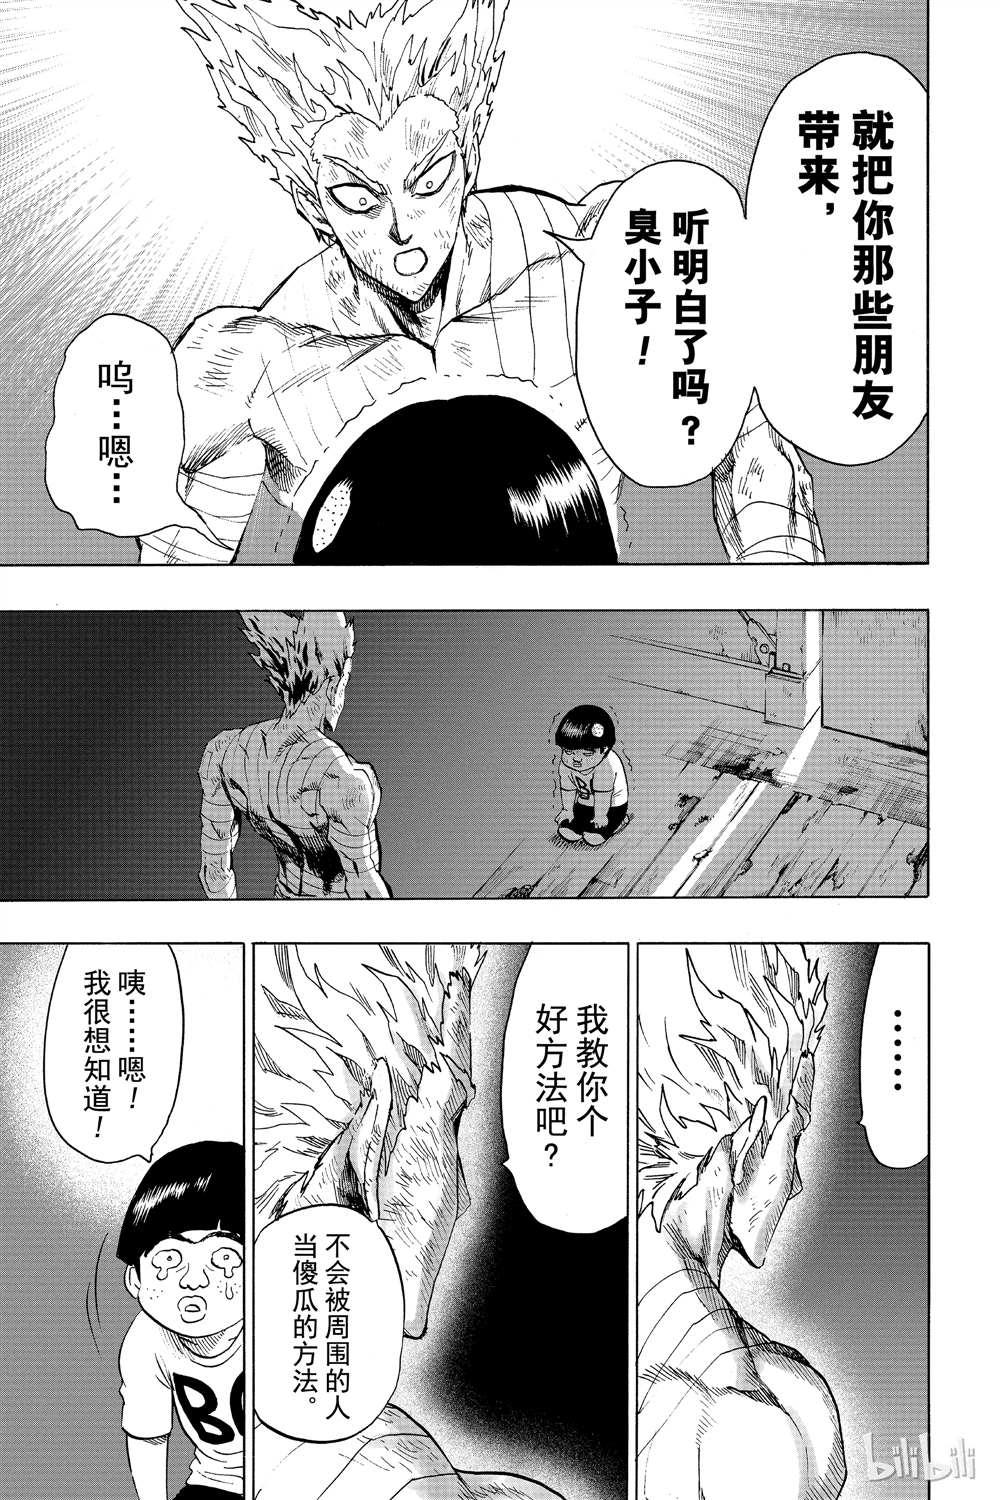 就把你那些朋友
带来，
听明白了吗？
臭小子！
呜……嗯……
……
我教你个
好方法吧？
不会被周围的人
当傻瓜的方法。
咦……嗯！
我很想知道！
BO
BO
bilibili